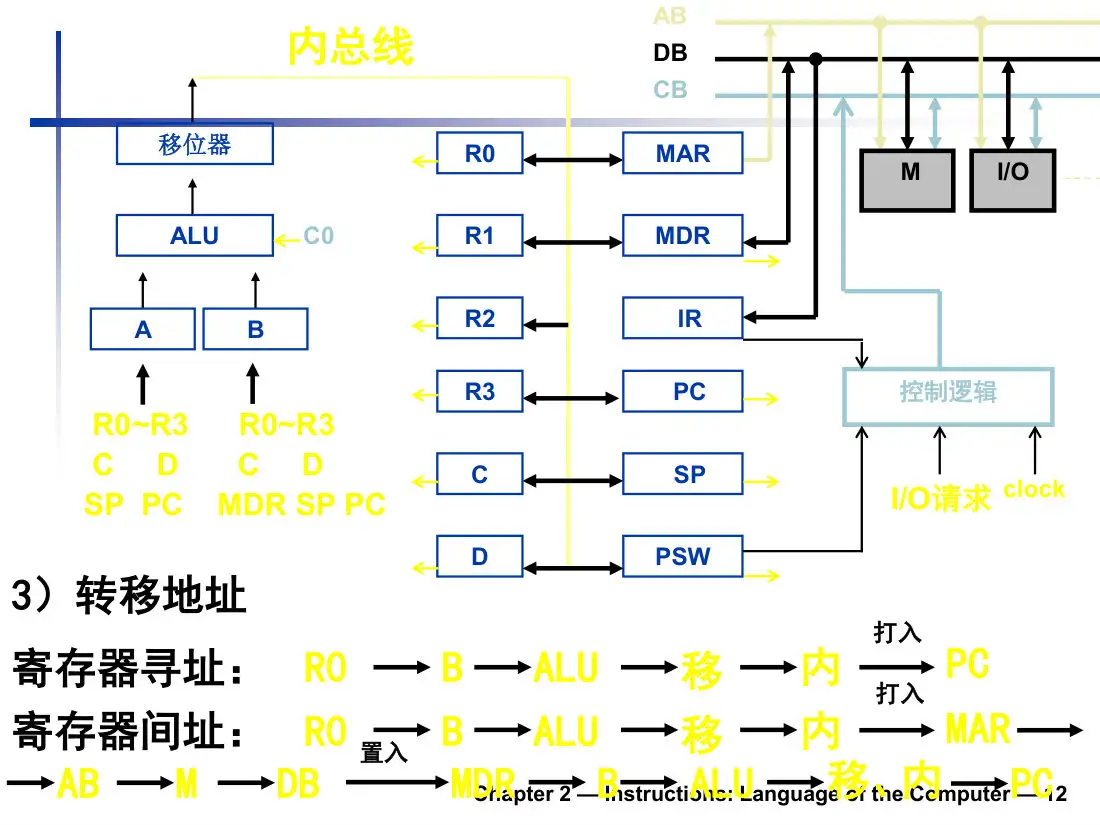 内总线
AB
DB
CB
移位器
R0 MAR
M I/O
ALU C0
R1 MDR
A B
R2 IR
R0~R3 R0~R3
C D C D
SP PC MDR SP PC
R3 PC
控制逻辑
C SP
I/O请求 clock
D PSW
3）转移地址
打入
寄存器寻址: R0 B ALU 移 内 PC
打入
寄存器间址: R0 B ALU 移 内 MAR
置入
AB M DB MDR B ALU 移、内 PC
Chapter 2 — Instructions: Language of the Computer — 12